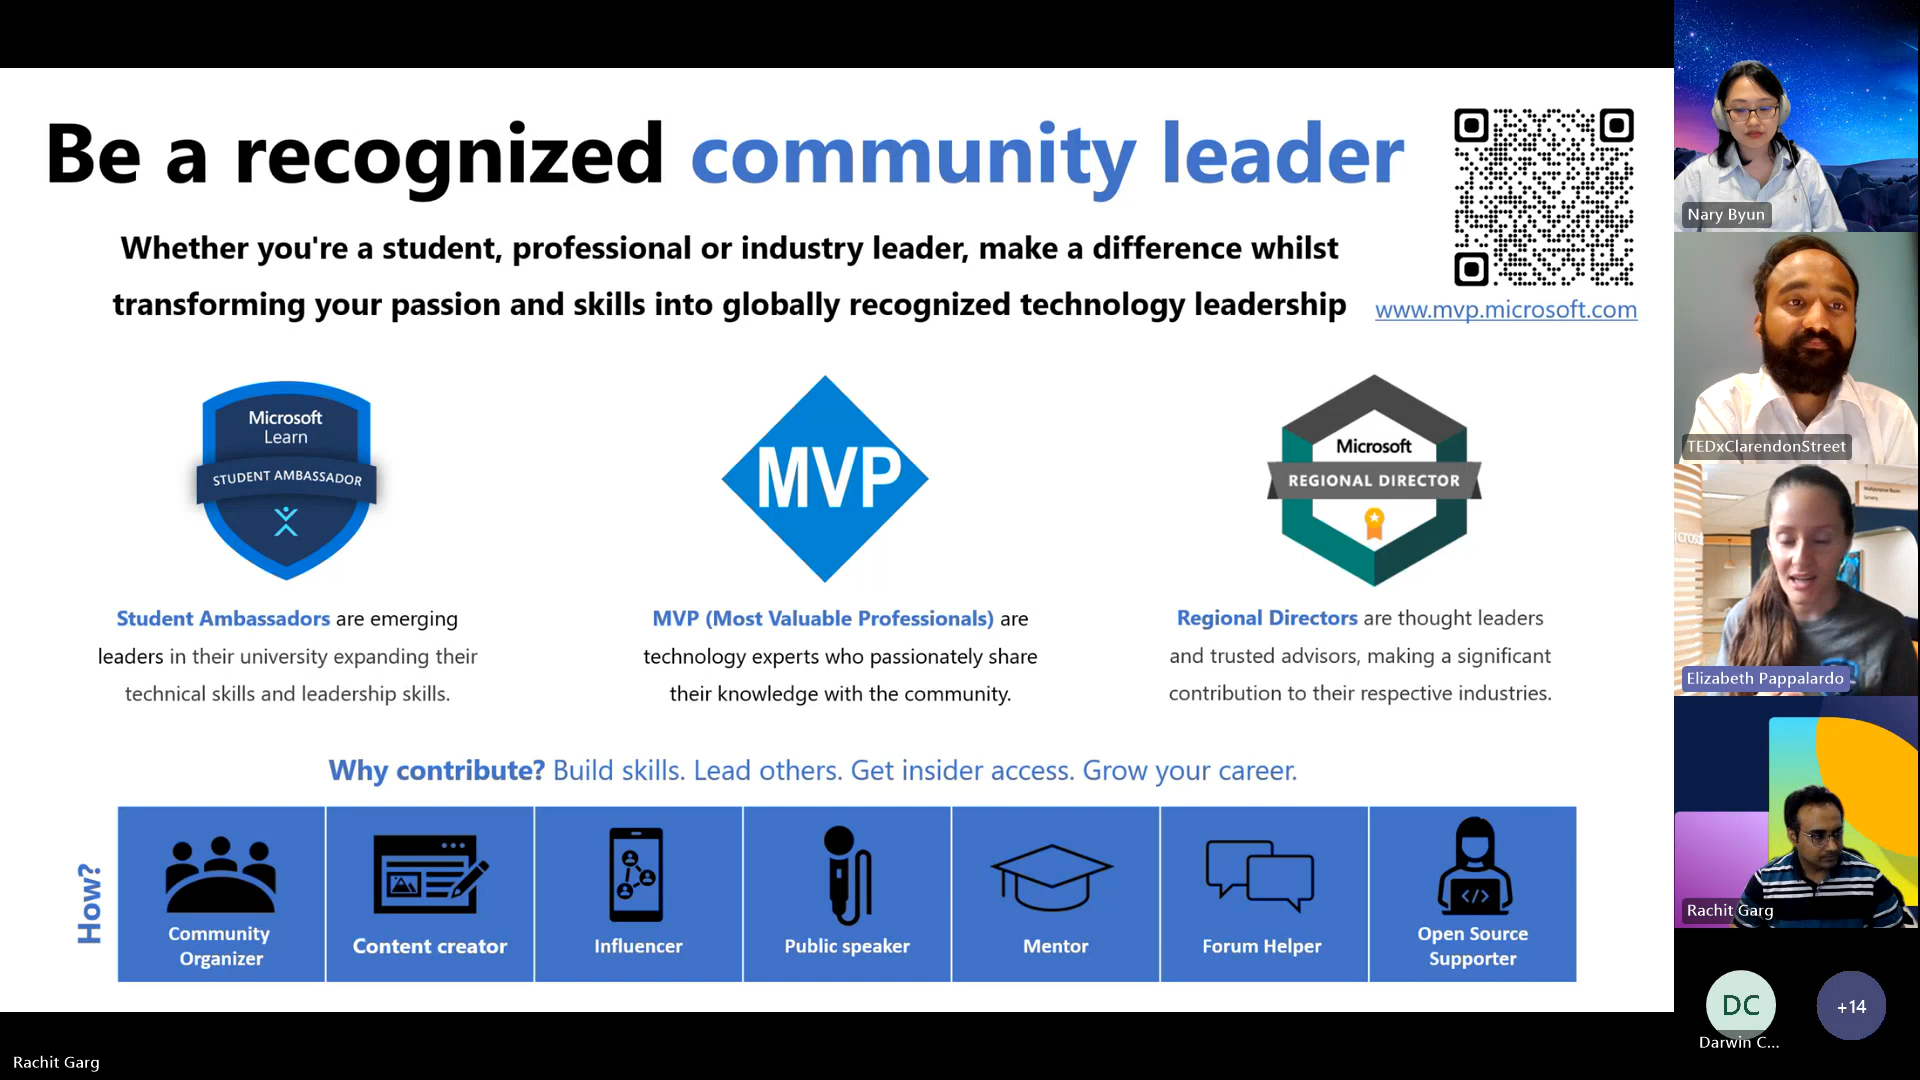 Be a recognized community leader
Whether you're a student, professional or industry leader, make a difference whilst
transforming your passion and skills into globally recognized technology leadership
www.mvp.microsoft.com
Microsoft
Learn
STUDENT AMBASSADOR
MVP
Microsoft
REGIONAL DIRECTOR
Student Ambassadors are emerging
leaders in their university expanding their
technical skills and leadership skills.
MVP (Most Valuable Professionals) are
technology experts who passionately share
their knowledge with the community.
Regional Directors are thought leaders
and trusted advisors, making a significant
contribution to their respective industries.
Why contribute? Build skills. Lead others. Get insider access. Grow your career.
How?
Community
Organizer
Content creator
Influencer
Public speaker
Mentor
Forum Helper
</>
Open Source
Supporter
Nary Byun
TEDxClarendonStreet
Elizabeth Pappalardo
Rachit Garg
DC
Darwin C...
+14
Rachit Garg